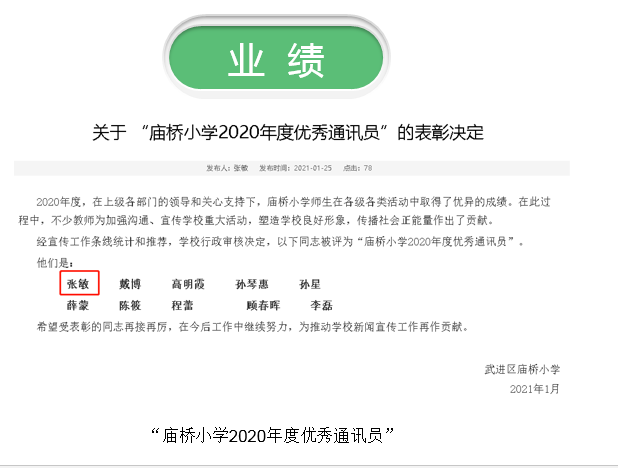 业 绩
关于 “庙桥小学2020年度优秀通讯员”的表彰决定
发布人：张敏 发布时间：2021-01-25 点击：78
2020年度，在上级各部门的领导和关心支持下，庙桥小学师生在各级各类活动中取得了优异的成绩。在此过
程中，不少教师为加强沟通、宣传学校重大活动，塑造学校良好形象，传播社会正能量作出了贡献。
经宣传工作条线统计和推荐，学校行政审核决定，以下同志被评为“庙桥小学2020年度优秀通讯员”。
他们是：
张敏 戴博 高明霞 孙琴惠 孙星
薛蒙 陈筱 程蕾 顾春晖 李磊
希望受表彰的同志再接再厉，在今后工作中继续努力，为推动学校新闻宣传工作再作贡献。
武进区庙桥小学
2021年1月
“庙桥小学2020年度优秀通讯员”